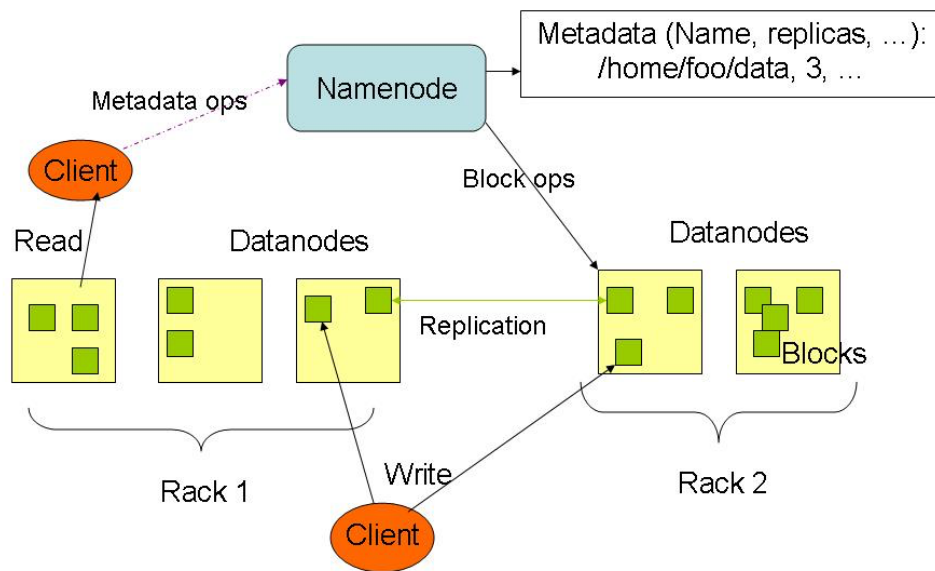 Metadata (Name, replicas, …):
/home/foo/data, 3, …
Namenode
Metadata ops
Client
Block ops
Read
Datanodes
Datanodes
Replication
Blocks
Rack 1
Write
Rack 2
Client